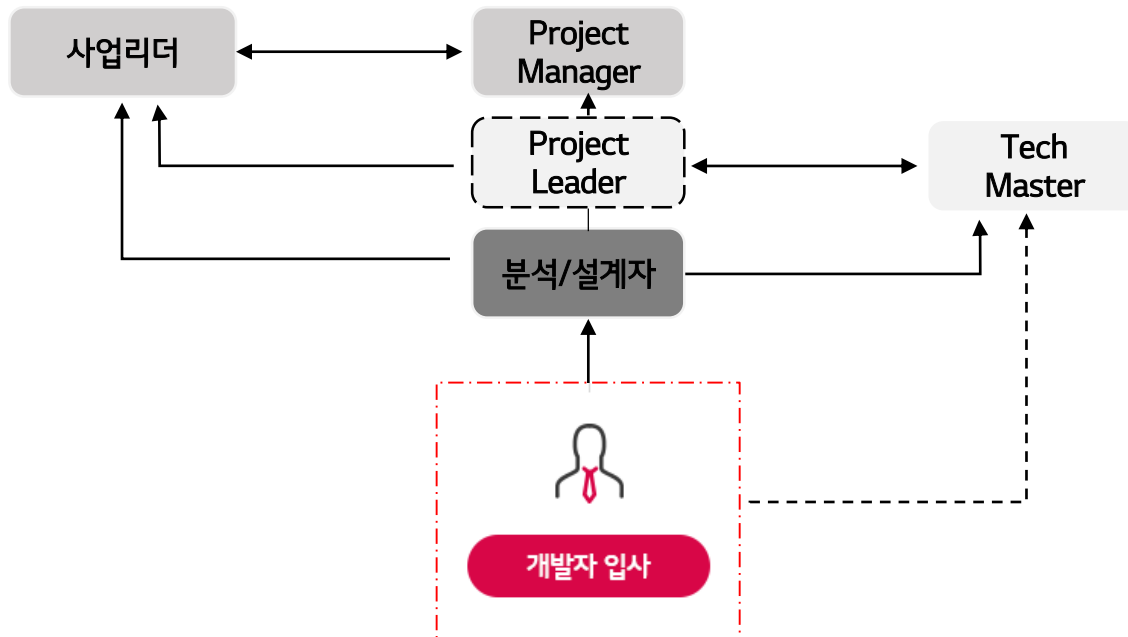 사업리더
Project
Manager
Project
Leader
Tech
Master
분석/설계자
개발자 입사